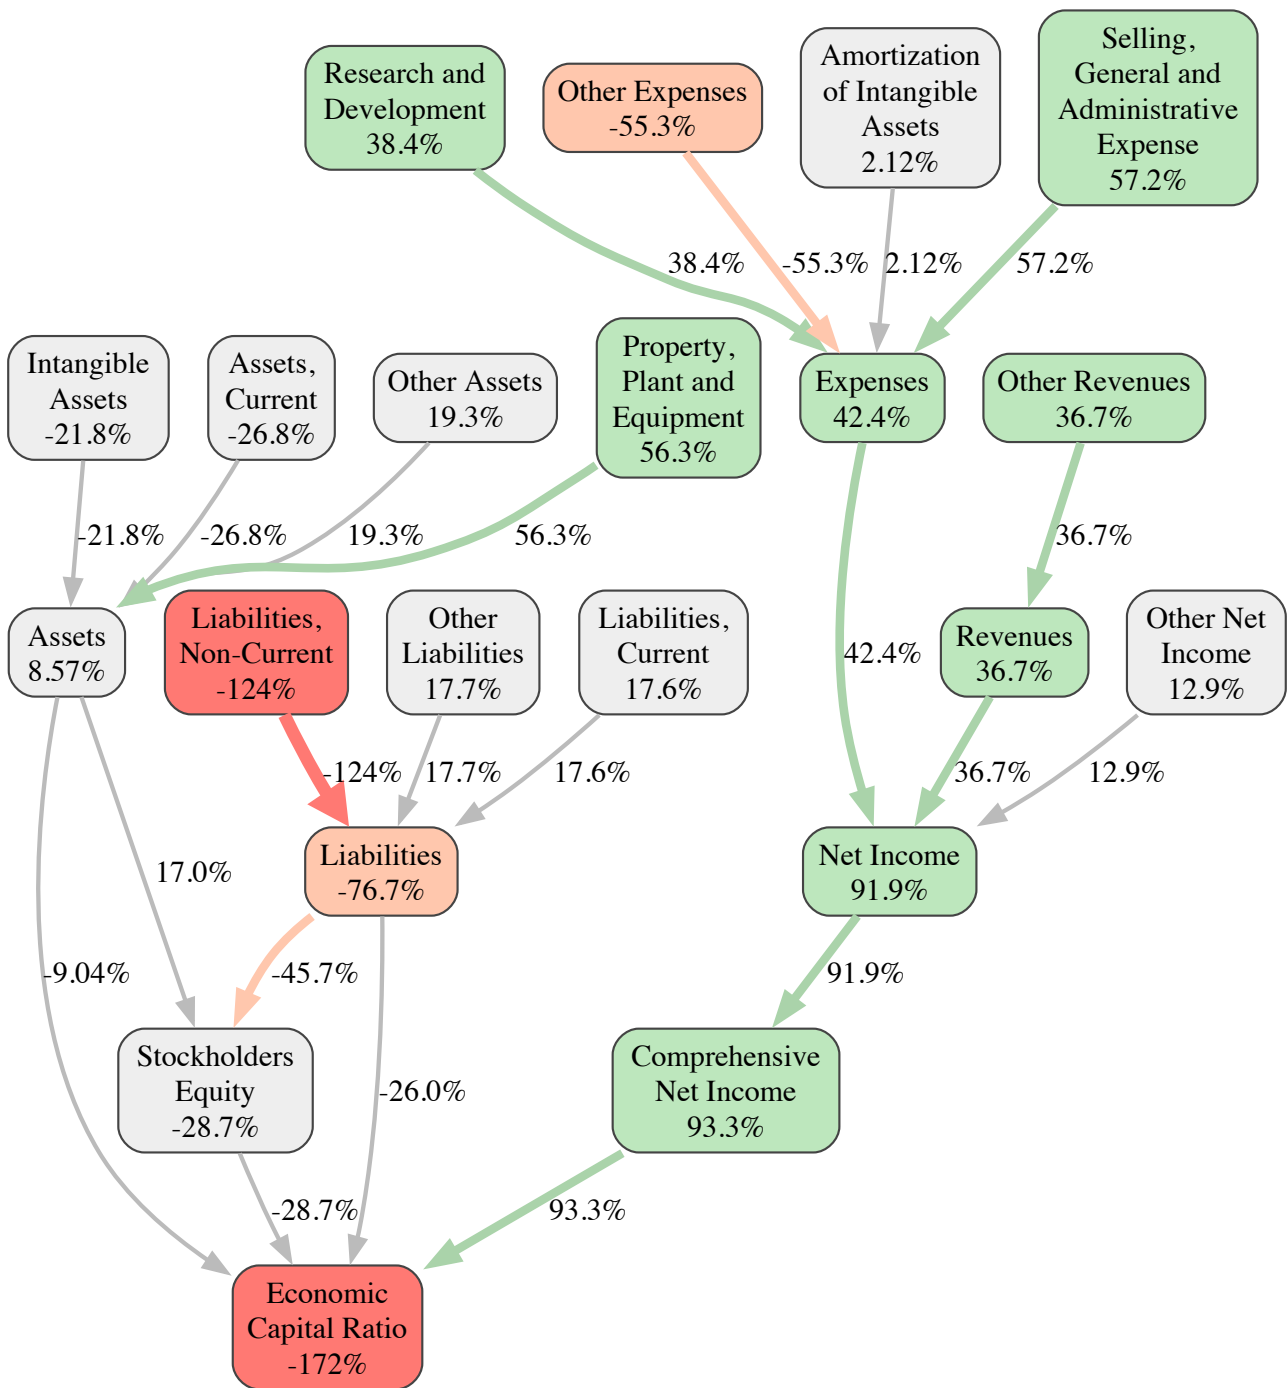 Research and
Development
38.4%
Other Expenses
-55.3%
Amortization
of Intangible
Assets
2.12%
Selling,
General and
Administrative
Expense
57.2%
38.4%
-55.3%
2.12%
57.2%
Intangible
Assets
-21.8%
Assets,
Current
-26.8%
Other Assets
19.3%
Property,
Plant and
Equipment
56.3%
Expenses
42.4%
Other Revenues
36.7%
-21.8%
-26.8%
19.3%
56.3%
36.7%
Assets
8.57%
Liabilities,
Non-Current
-124%
Other
Liabilities
17.7%
Liabilities,
Current
17.6%
42.4%
Revenues
36.7%
Other Net
Income
12.9%
-124%
17.7%
17.6%
36.7%
12.9%
17.0%
Liabilities
-76.7%
Net Income
91.9%
-9.04%
-45.7%
91.9%
Stockholders
Equity
-28.7%
-26.0%
Comprehensive
Net Income
93.3%
-28.7%
93.3%
Economic
Capital Ratio
-172%